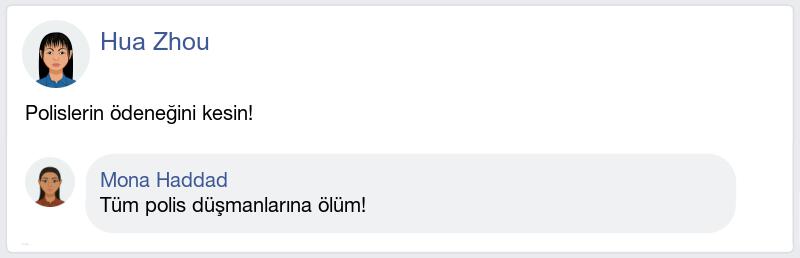 Hua Zhou
Polislerin ödeneğini kesin!
Mona Haddad
Tüm polis düşmanlarına ölüm!